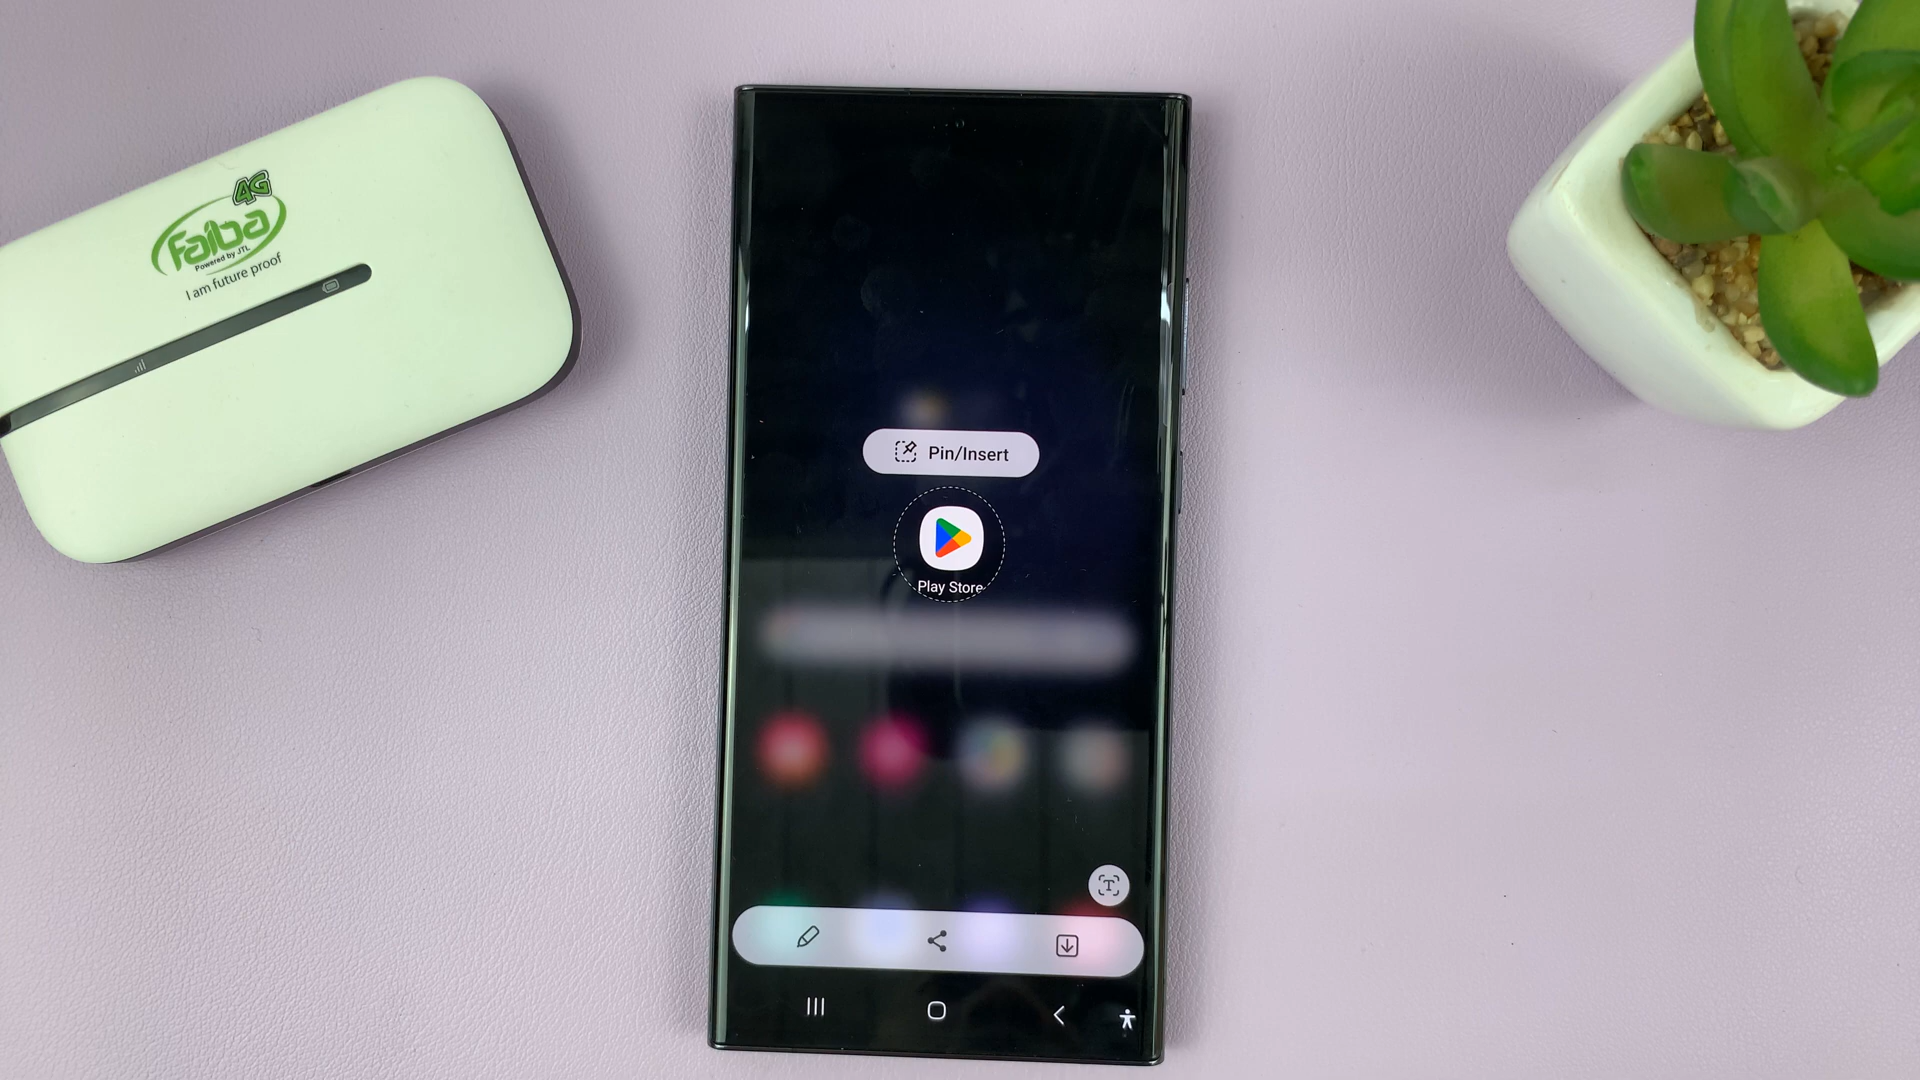 4G
Faiba
Powered by JTL
I am future proof
Pin/Insert
Play Store
T